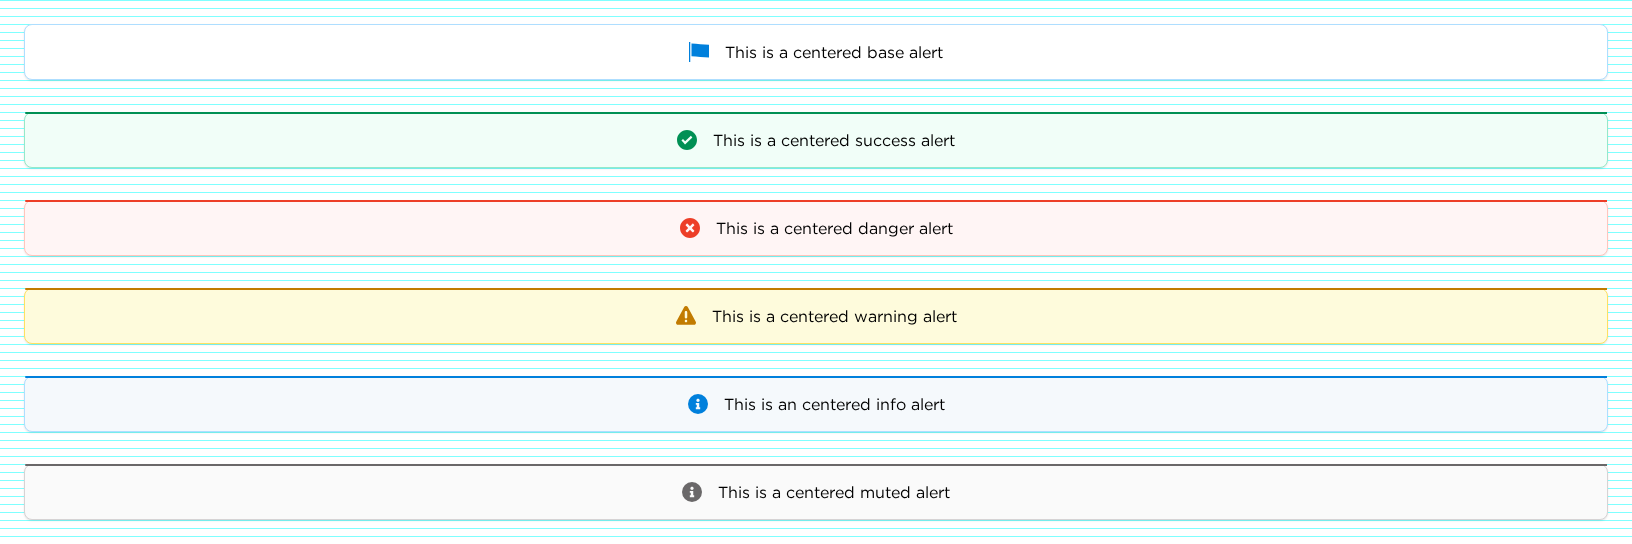 This is a centered base alert
This is a centered success alert
This is a centered danger alert
This is a centered warning alert
This is an centered info alert
This is a centered muted alert